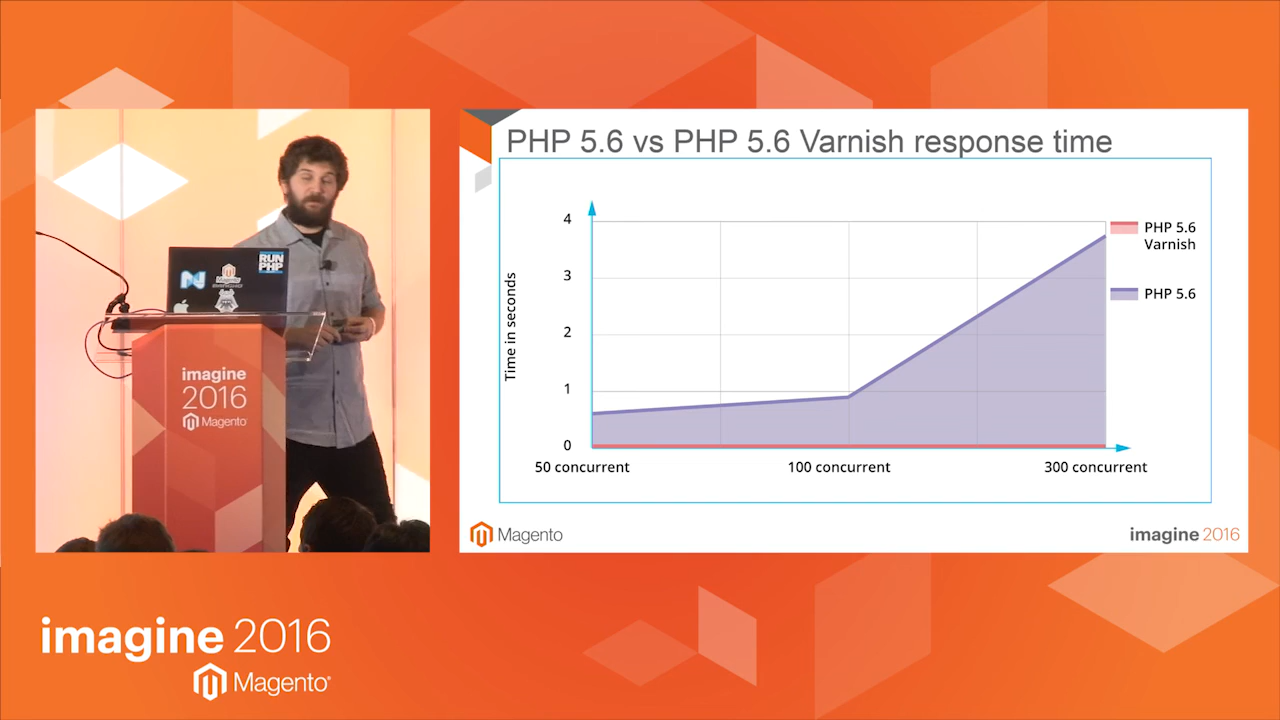 PHP 5.6 vs PHP 5.6 Varnish response time
4
3
2
1
0
Time in seconds
50 concurrent
100 concurrent
300 concurrent
PHP 5.6
Varnish
PHP 5.6
Magento
imagine 2016
RUN
PHP
Magento
imagine
2016
Magento
imagine 2016
Magento